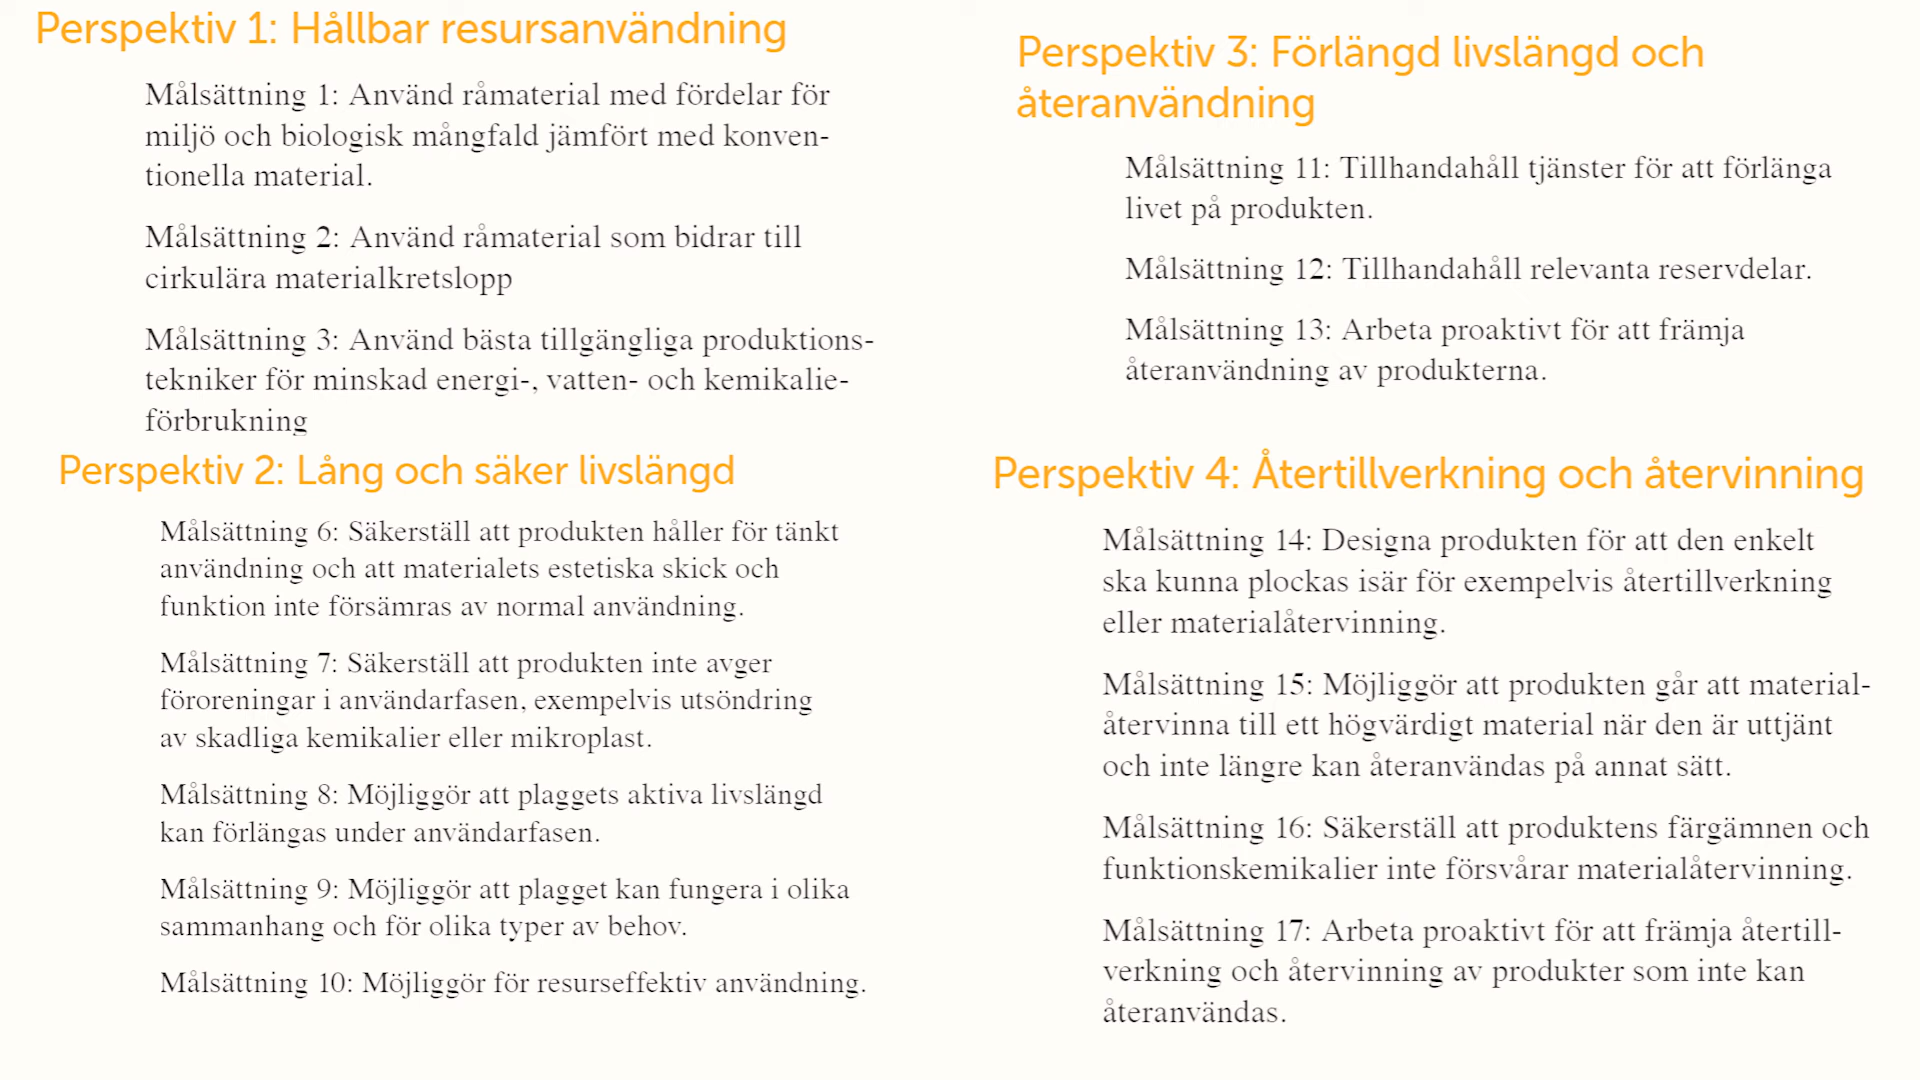 Perspektiv 1: Hållbar resursanvändning
Målsättning 1: Använd råmaterial med fördelar för
miljö och biologisk mångfald jämfört med konven-
tionella material.
Målsättning 2: Använd råmaterial som bidrar till
cirkulära materialkretslopp
Målsättning 3: Använd bästa tillgängliga produktions-
tekniker för minskad energi-, vatten- och kemikalie-
förbrukning
Perspektiv 2: Lång och säker livslängd
Målsättning 6: Säkerställ att produkten håller för tänkt
användning och att materialets estetiska skick och
funktion inte försämras av normal användning.
Målsättning 7: Säkerställ att produkten inte avger
föroreningar i användarfasen, exempelvis utsöndring
av skadliga kemikalier eller mikroplast.
Målsättning 8: Möjliggör att plaggets aktiva livslängd
kan förlängas under användarfasen.
Målsättning 9: Möjliggör att plagget kan fungera i olika
sammanhang och för olika typer av behov.
Målsättning 10: Möjliggör för resurseffektiv användning.
Perspektiv 3: Förlängd livslängd och
återanvändning
Målsättning 11: Tillhandahåll tjänster för att förlänga
livet på produkten.
Målsättning 12: Tillhandahåll relevanta reservdelar.
Målsättning 13: Arbeta proaktivt för att främja
återanvändning av produkterna.
Perspektiv 4: Återtillverkning och återvinning
Målsättning 14: Designa produkten för att den enkelt
ska kunna plockas isär för exempelvis återtillverkning
eller materialåtervinning.
Målsättning 15: Möjliggör att produkten går att material-
återvinna till ett högvärdigt material när den är uttjänt
och inte längre kan återanvändas på annat sätt.
Målsättning 16: Säkerställ att produktens färgämnen och
funktionskemikalier inte försvårar materialåtervinning.
Målsättning 17: Arbeta proaktivt för att främja återtill-
verkning och återvinning av produkter som inte kan
återanvändas.